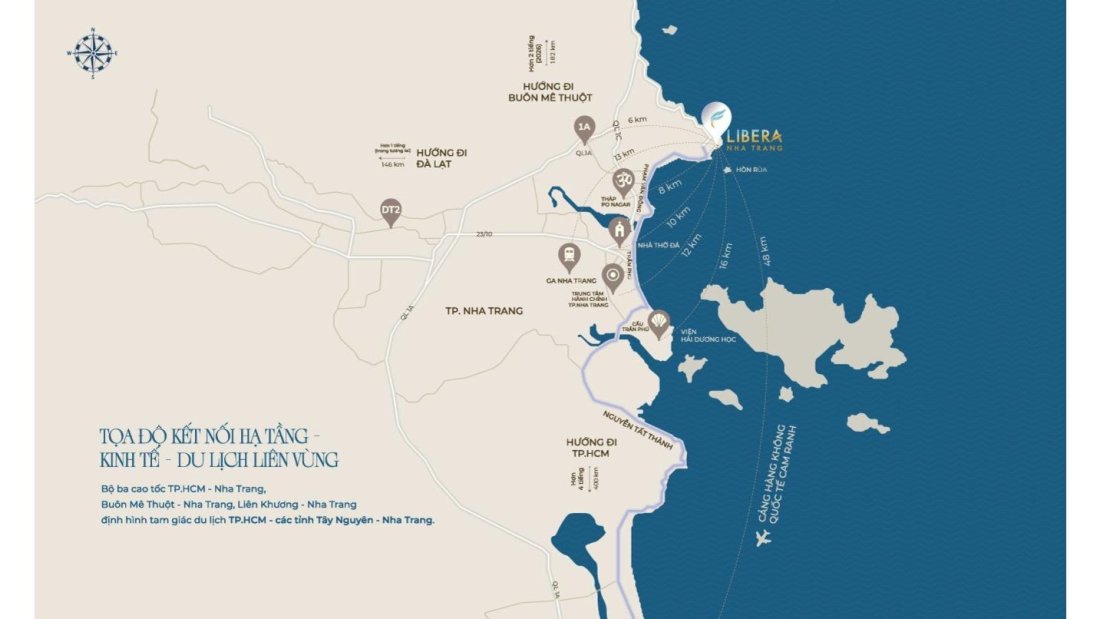 N
W
E
S
Hơn 2 tiếng
(2026)
182 km
HƯỚNG ĐI
BUÔN MÊ THUỘT
1A
QL1A
QL 1C
6 km
LIBERA
NHA TRANG
Hơn 1 tiếng
(trong tương lai)
146 km
HƯỚNG ĐI
ĐÀ LẠT
13 km
HÒN RÙA
THÁP
PO NAGAR
PHẠM VĂN ĐỒNG
8 km
DT2
10 km
23/10
NHÀ THỜ ĐÁ
12 km
16 km
48 km
TRẦN PHÚ
GA NHA TRANG
TRUNG TÂM
HÀNH CHÍNH
TP.NHA TRANG
QL 1A
TP. NHA TRANG
CẦU
TRẦN PHÚ
VIỆN
HẢI DƯƠNG HỌC
NGUYỄN TẤT THÀNH
TỌA ĐỘ KẾT NỐI HẠ TẦNG -
KINH TẾ - DU LỊCH LIÊN VÙNG
HƯỚNG ĐI
TP.HCM
Hơn
4 tiếng
400 km
CẢNG HÀNG KHÔNG
QUỐC TẾ CAM RANH
Bộ ba cao tốc TP.HCM - Nha Trang,
Buôn Mê Thuột - Nha Trang, Liên Khương - Nha Trang
định hình tam giác du lịch TP.HCM - các tỉnh Tây Nguyên - Nha Trang.
QL 1A